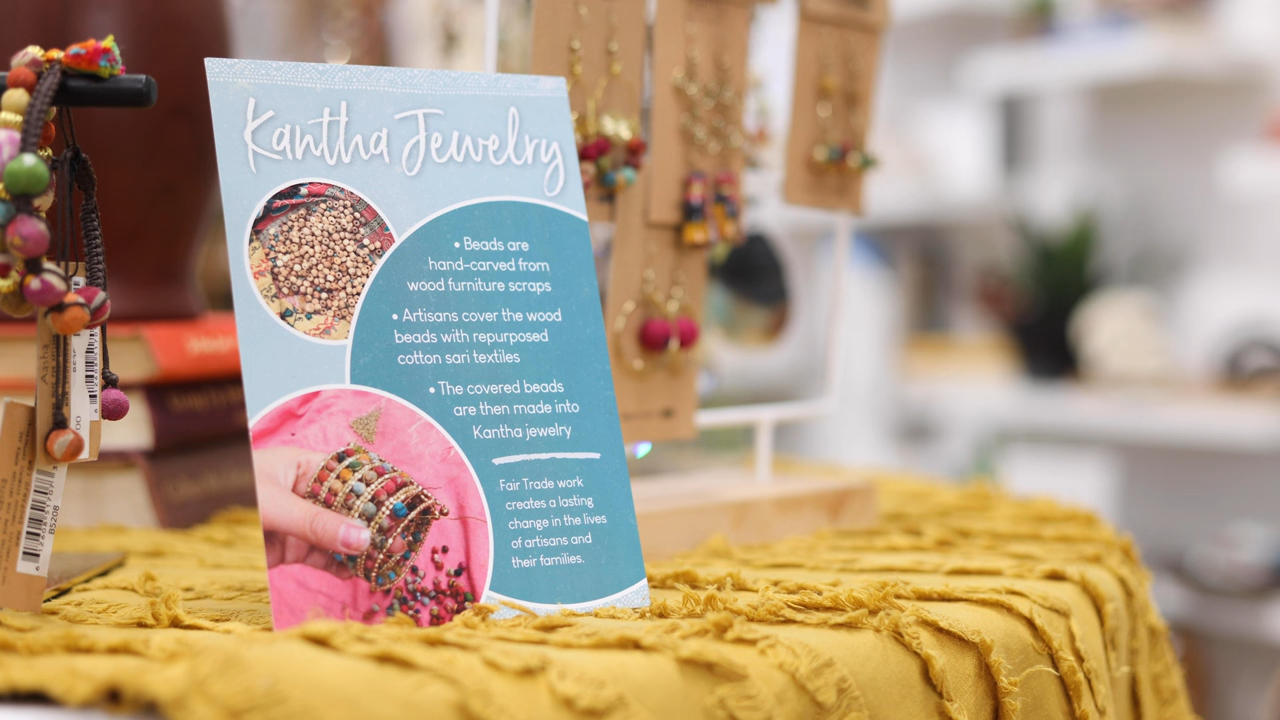 Kantha Jewelry
• Beads are
hand-carved from
wood furniture scraps
• Artisans cover the wood
beads with repurposed
cotton sari textiles
• The covered beads
are then made into
Kantha jewelry
Fair Trade work
creates a lasting
change in the lives
of artisans and
their families.
B5208